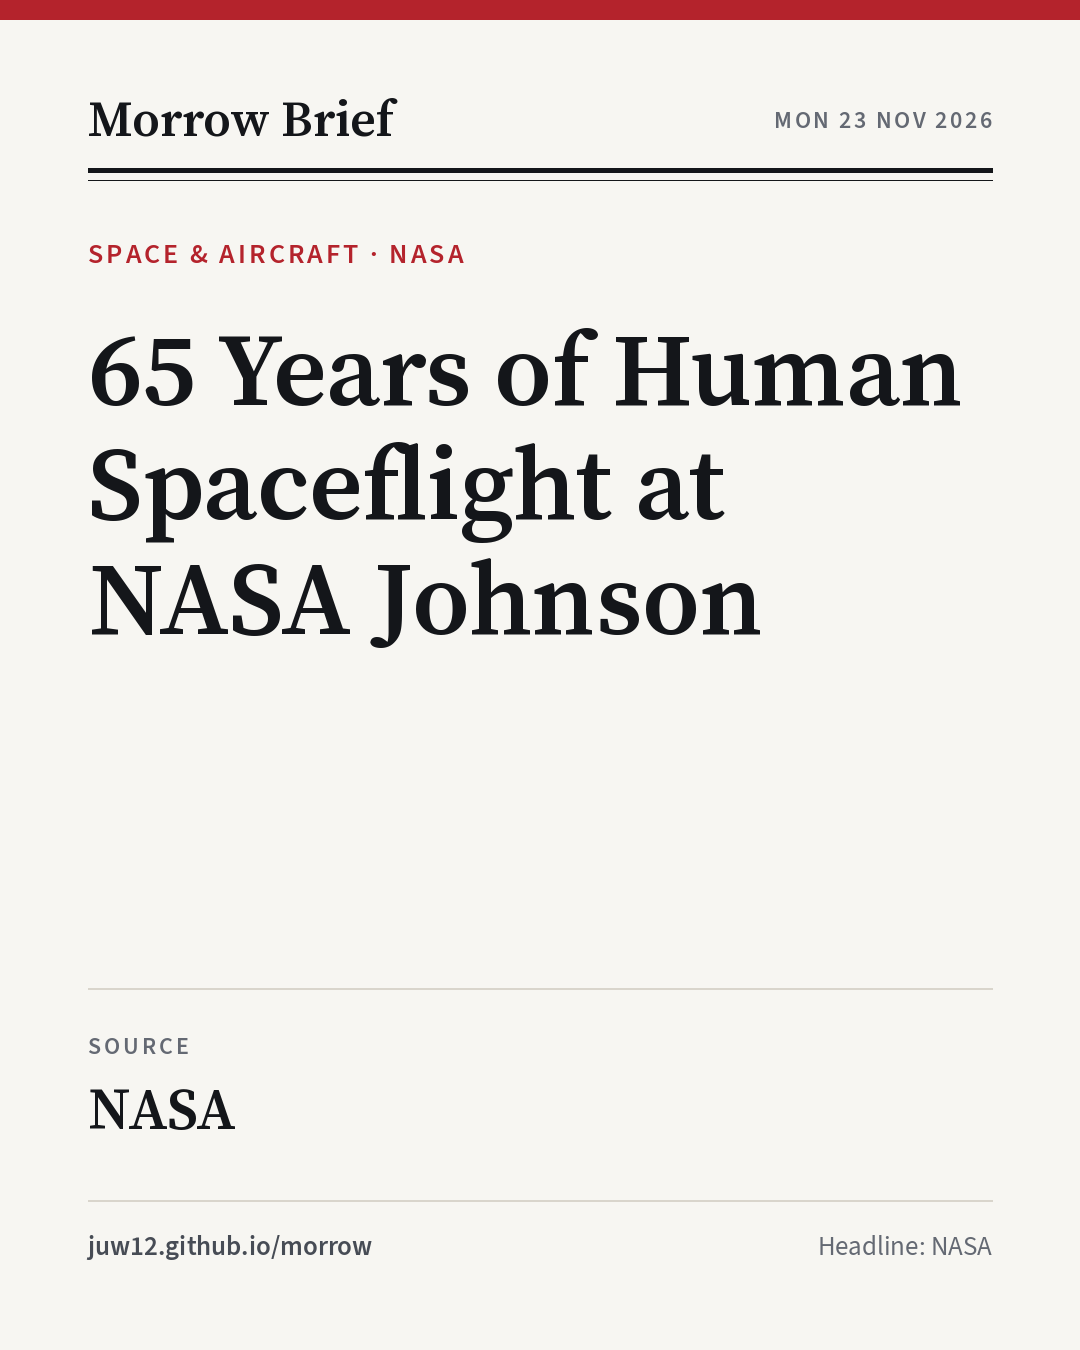 Morrow Brief
MON 23 NOV 2026
SPACE & AIRCRAFT · NASA
65 Years of Human
Spaceflight at
NASA Johnson
SOURCE
NASA
juw12.github.io/morrow
Headline: NASA